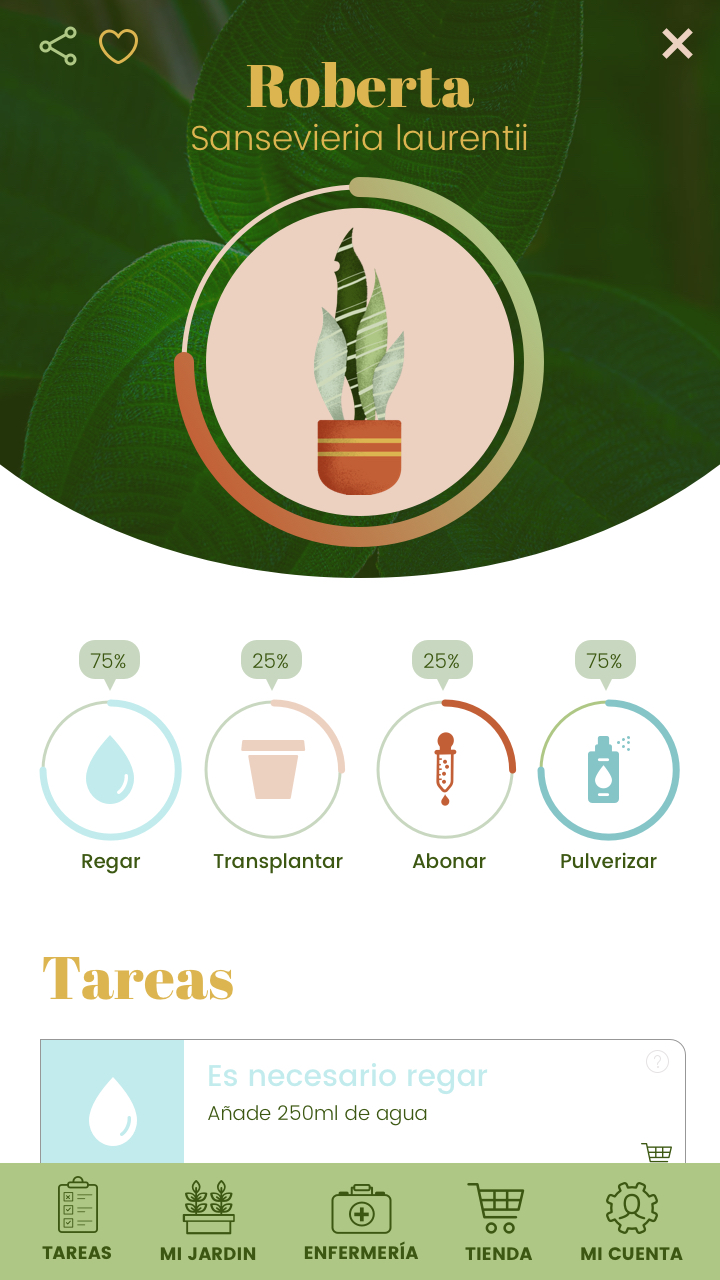 Roberta
Sansevieria laurentii
75%
25%
25%
75%
Regar
Transplantar
Abonar
Pulverizar
Tareas
Es necesario regar
?
Añade 250ml de agua
TAREAS
MI JARDIN
ENFERMERÍA
TIENDA
MI CUENTA